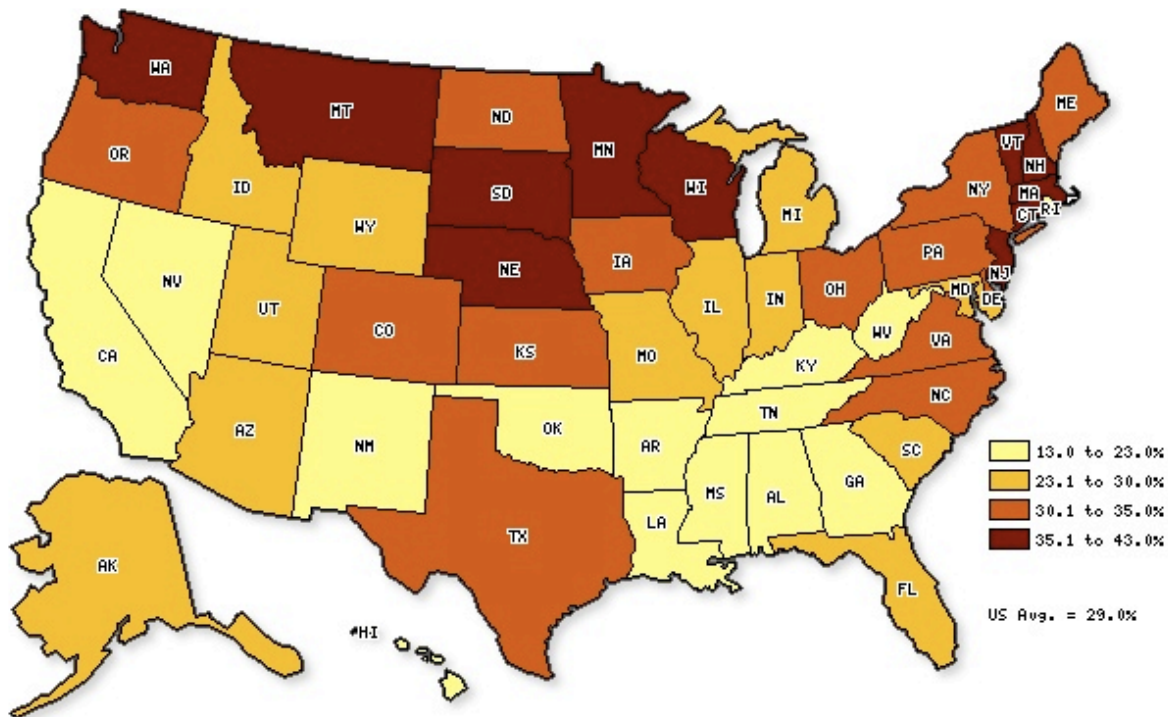 WA
MT
ND
MN
ME
VT
NH
OR
ID
SD
WI
NY
MA
CT
RI
WY
MI
NE
IA
PA
NJ
NV
UT
CO
IL
IN
OH
MD
DE
CA
KS
MO
WV
VA
KY
AZ
NM
OK
AR
TN
NC
SC
MS
AL
GA
LA
TX
AK
FL
HI
13.0 to 23.0%
23.1 to 30.0%
30.1 to 35.0%
35.1 to 43.0%
US Avg. = 29.0%